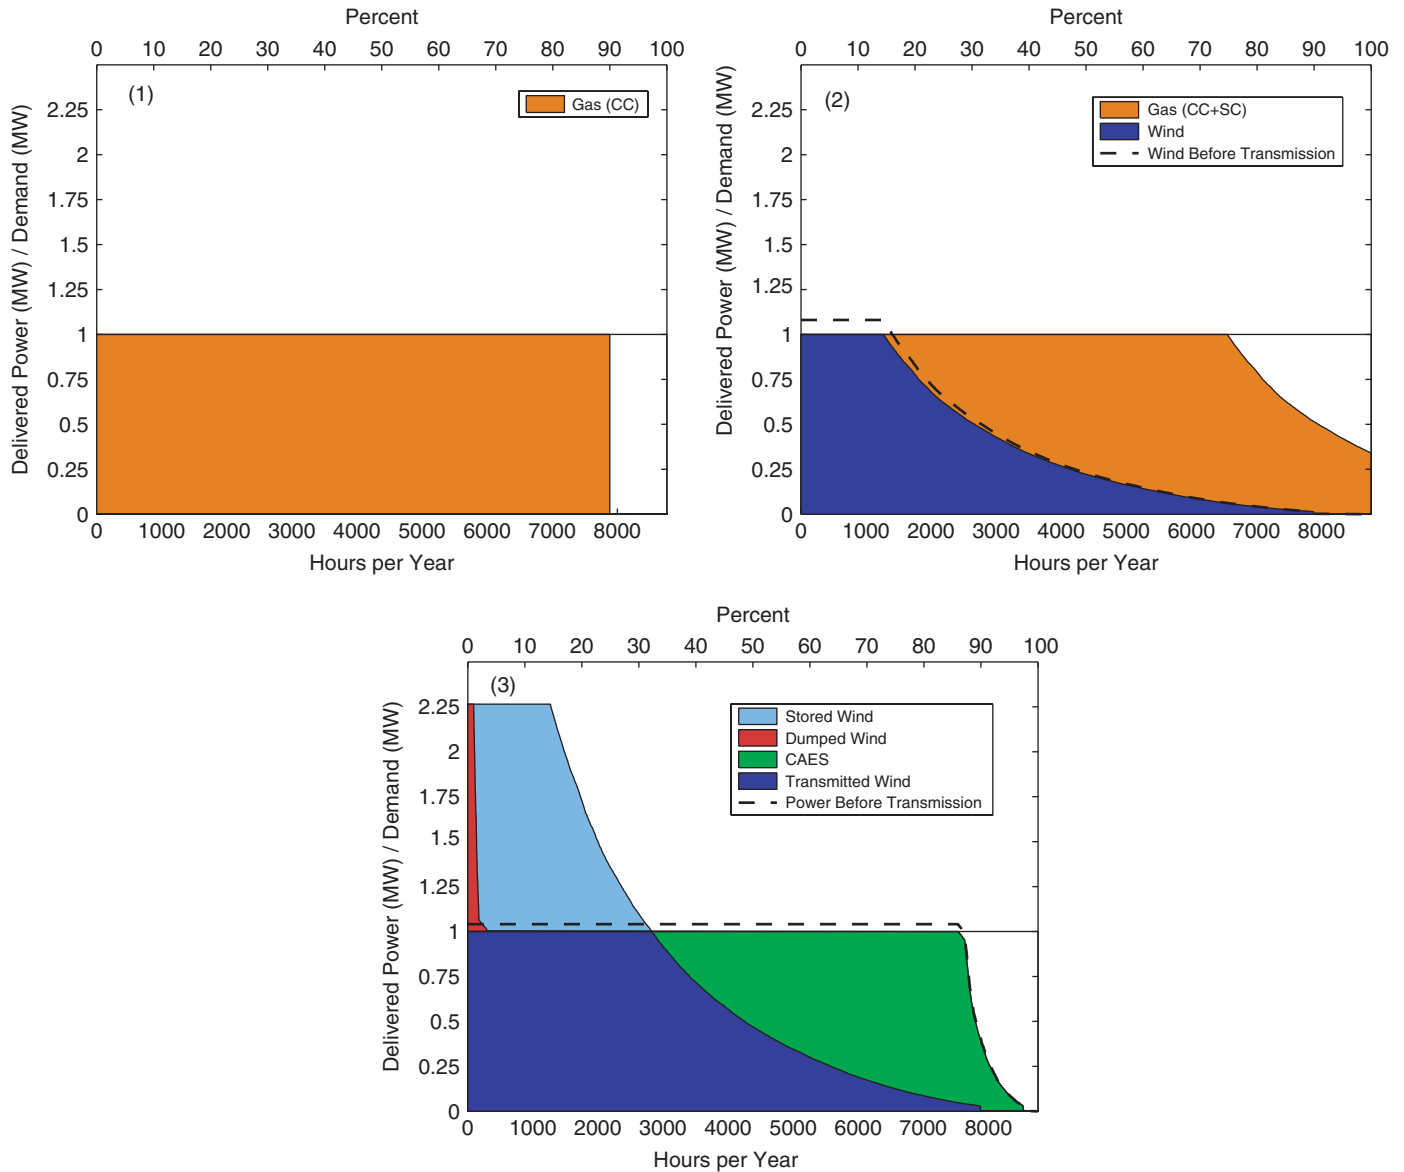 Percent
0 10 20 30 40 50 60 70 80 90 100
(1)
Gas (CC)
Delivered Power (MW) / Demand (MW)
2.25
2
1.75
1.5
1.25
1
0.75
0.5
0.25
0
0 1000 2000 3000 4000 5000 6000 7000 8000
Hours per Year
Percent
0 10 20 30 40 50 60 70 80 90 100
(2)
Gas (CC+SC)
Wind
Wind Before Transmission
Delivered Power (MW) / Demand (MW)
2.25
2
1.75
1.5
1.25
1
0.75
0.5
0.25
0
0 1000 2000 3000 4000 5000 6000 7000 8000
Hours per Year
Percent
0 10 20 30 40 50 60 70 80 90 100
(3)
Stored Wind
Dumped Wind
CAES
Transmitted Wind
Power Before Transmission
Delivered Power (MW) / Demand (MW)
2.25
2
1.75
1.5
1.25
1
0.75
0.5
0.25
0
0 1000 2000 3000 4000 5000 6000 7000 8000
Hours per Year